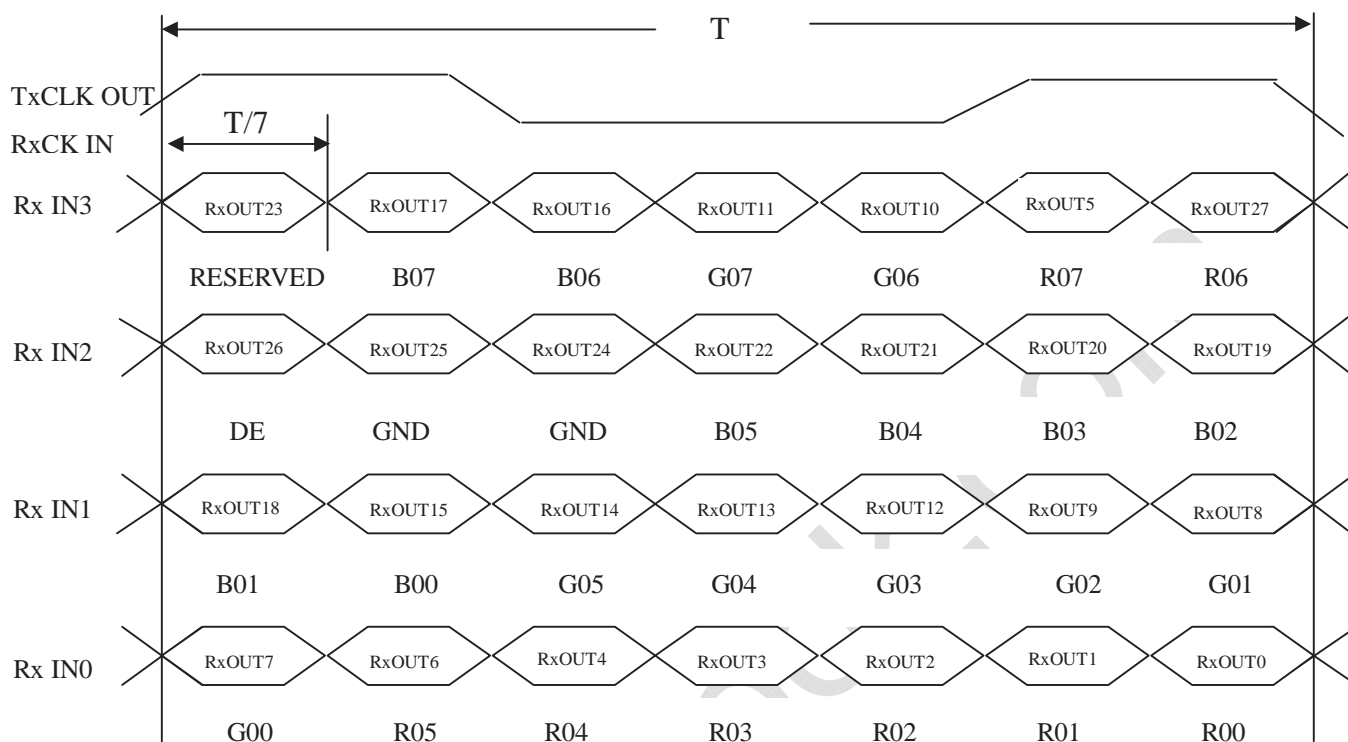 T
TxCLK OUT
T/7
RxCK IN
Rx IN3 RxOUT23 RxOUT17 RxOUT16 RxOUT11 RxOUT10 RxOUT5 RxOUT27
RESERVED B07 B06 G07 G06 R07 R06
Rx IN2 RxOUT26 RxOUT25 RxOUT24 RxOUT22 RxOUT21 RxOUT20 RxOUT19
DE GND GND B05 B04 B03 B02
Rx IN1 RxOUT18 RxOUT15 RxOUT14 RxOUT13 RxOUT12 RxOUT9 RxOUT8
B01 B00 G05 G04 G03 G02 G01
Rx IN0 RxOUT7 RxOUT6 RxOUT4 RxOUT3 RxOUT2 RxOUT1 RxOUT0
G00 R05 R04 R03 R02 R01 R00